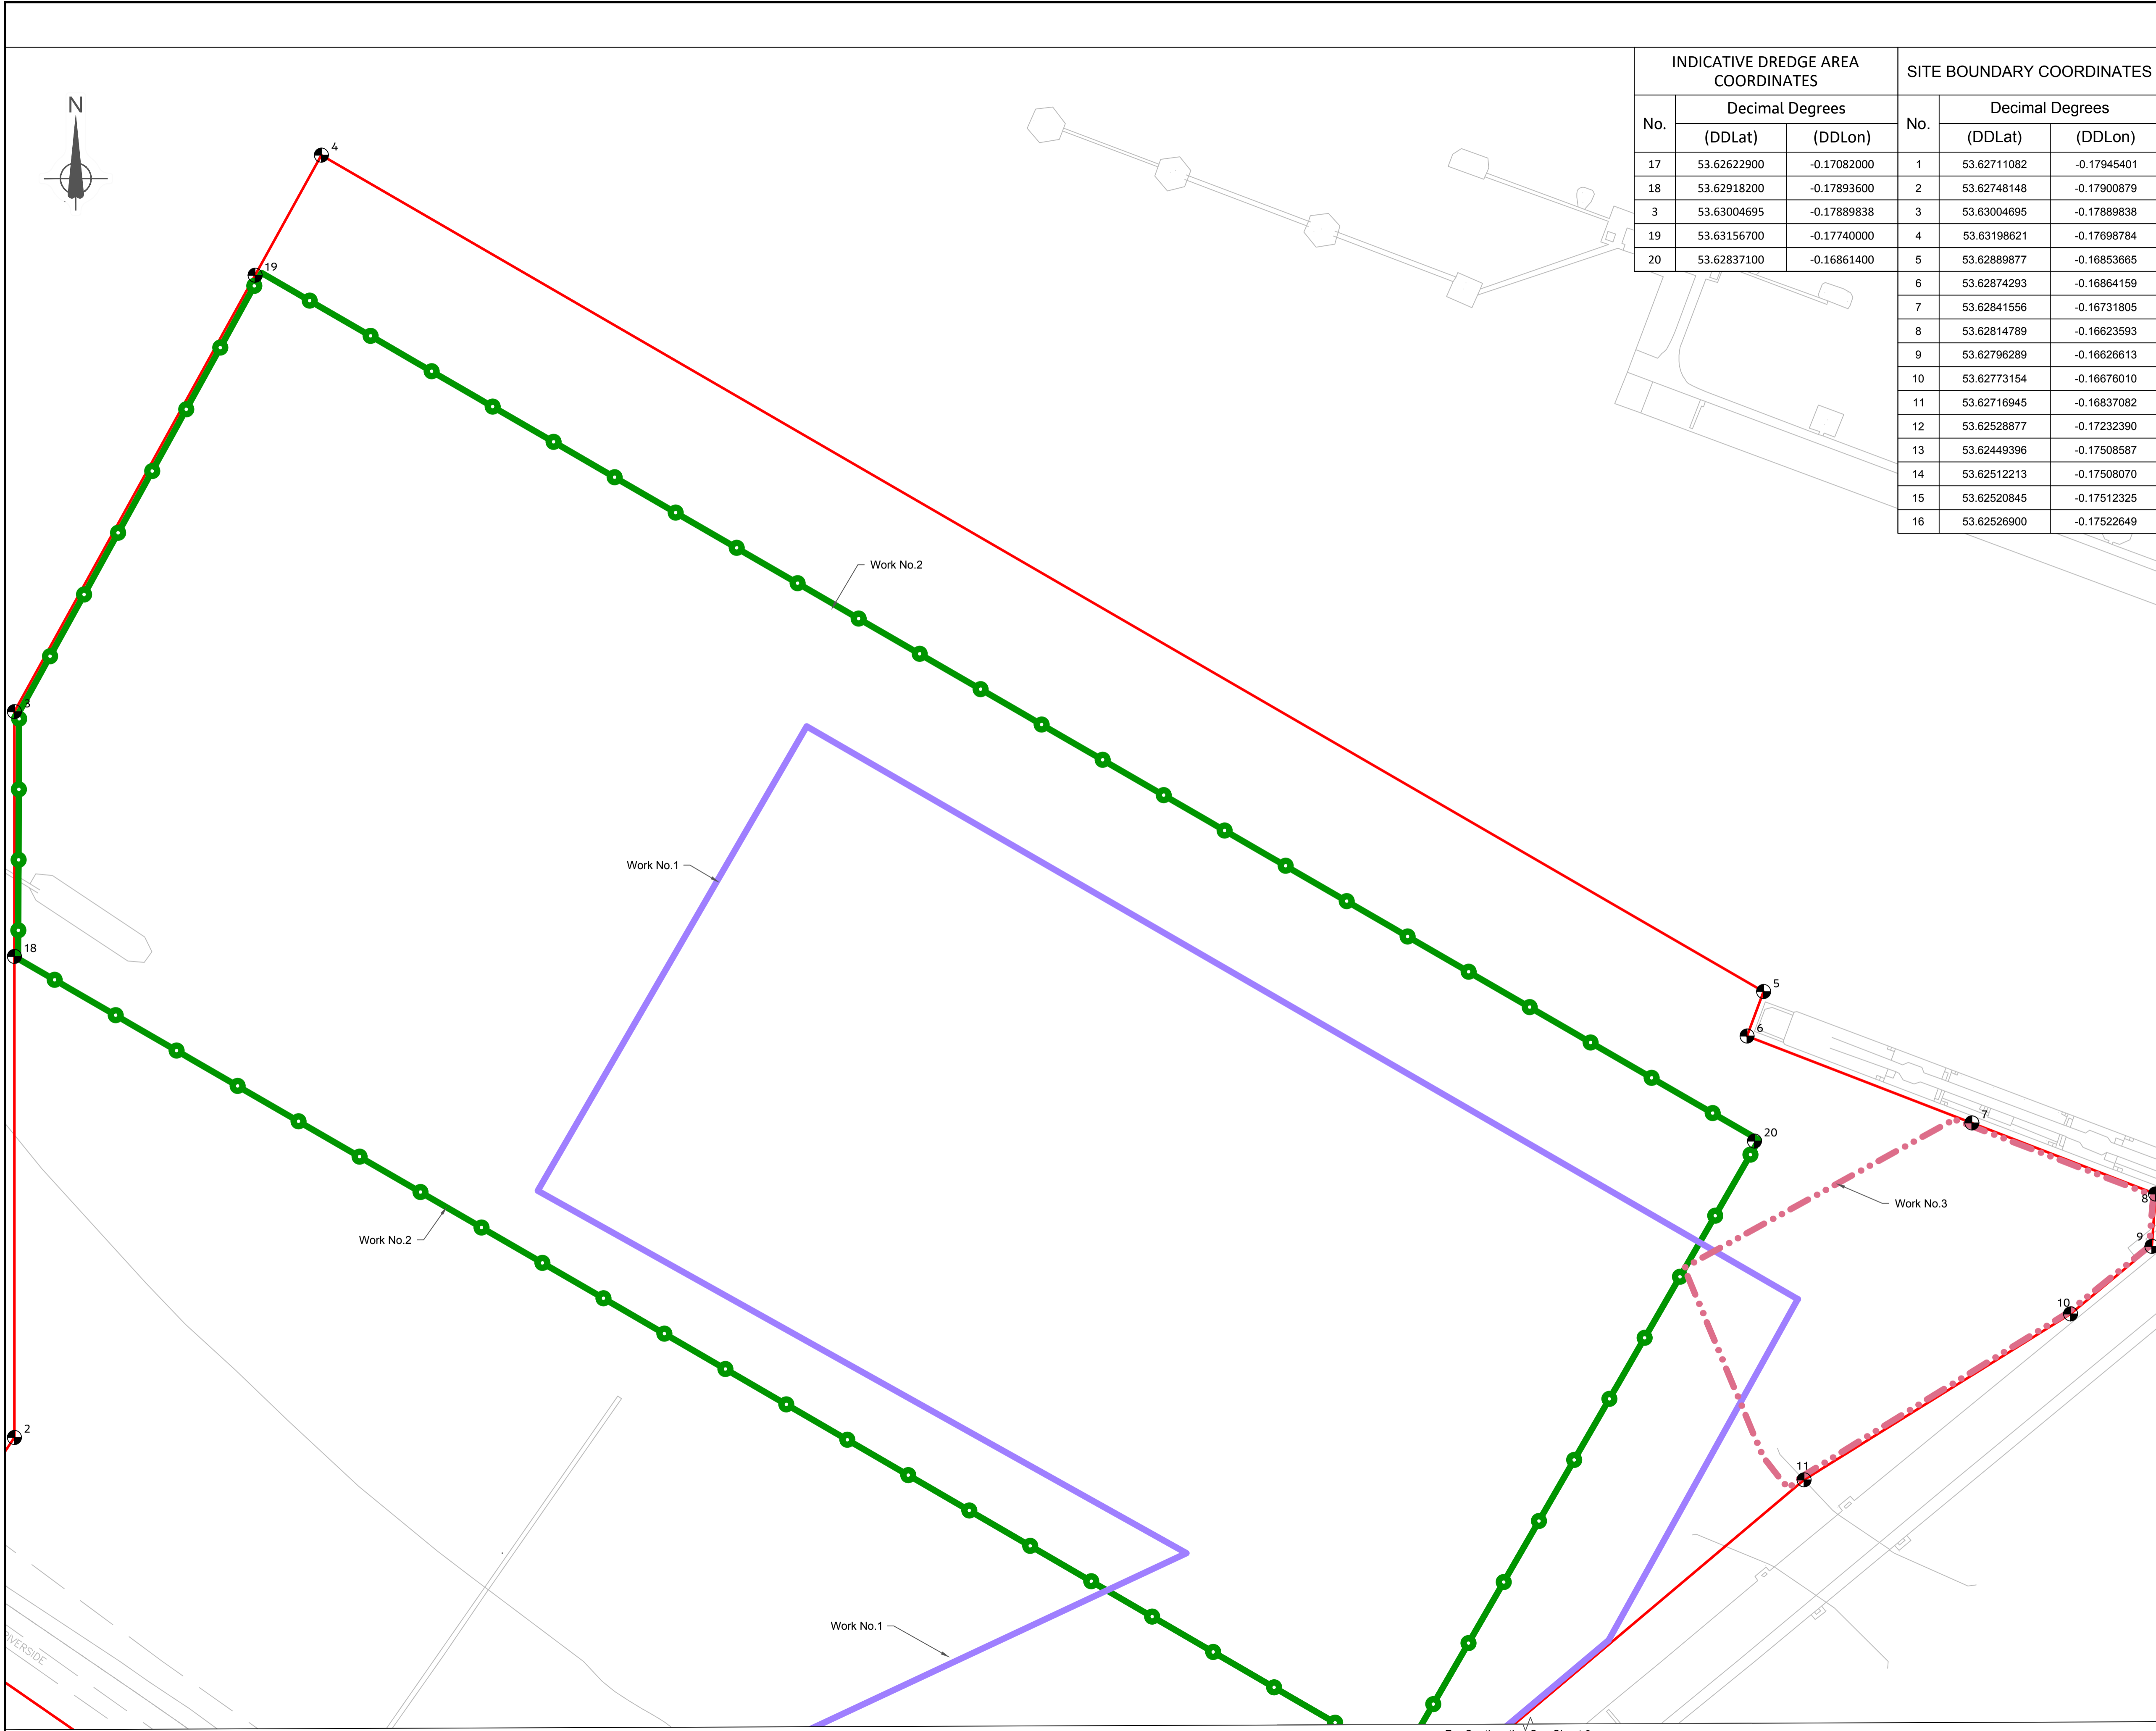 INDICATIVE DREDGE AREA
COORDINATES
SITE BOUNDARY COORDINATES
No.
Decimal Degrees
No.
Decimal Degrees
(DDLat) (DDLon) (DDLat) (DDLon)
17 53.62622900 -0.17082000 1 53.62711082 -0.17945401
18 53.62918200 -0.17893600 2 53.62748148 -0.17900879
3 53.63004695 -0.17889838 3 53.63004695 -0.17889838
19 53.63156700 -0.17740000 4 53.63198621 -0.17698784
20 53.62837100 -0.16861400 5 53.62889877 -0.16853665
6 53.62874293 -0.16864159
7 53.62841556 -0.16731805
8 53.62814789 -0.16623593
9 53.62796289 -0.16626613
10 53.62773154 -0.16676010
11 53.62716945 -0.16837082
12 53.62528877 -0.17232390
13 53.62449396 -0.17508587
14 53.62512213 -0.17508070
15 53.62520845 -0.17512325
16 53.62526900 -0.17522649
N
4
19
Work No.2
3
Work No.1
18
5
6
7
20
8
Work No.3
9
Work No.2
10
2
11
Work No.1